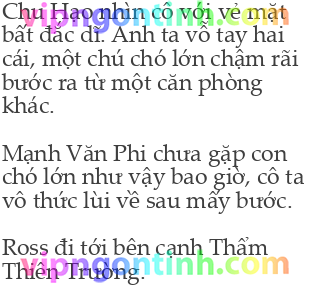 Chu Hạo nhìn cô với vẻ mặt
bất đắc dĩ. Anh ta vỗ tay hai
cái, một chú chó lớn chậm rãi
bước ra từ một căn phòng
khác.
Mạnh Văn Phi chưa gặp con
chó lớn như vậy bao giờ, cô ta
vô thức lùi về sau mấy bước.
Ross đi tới bên cạnh Thẩm
Thiên Trường.
vipngontinh.com
vipngontinh.com